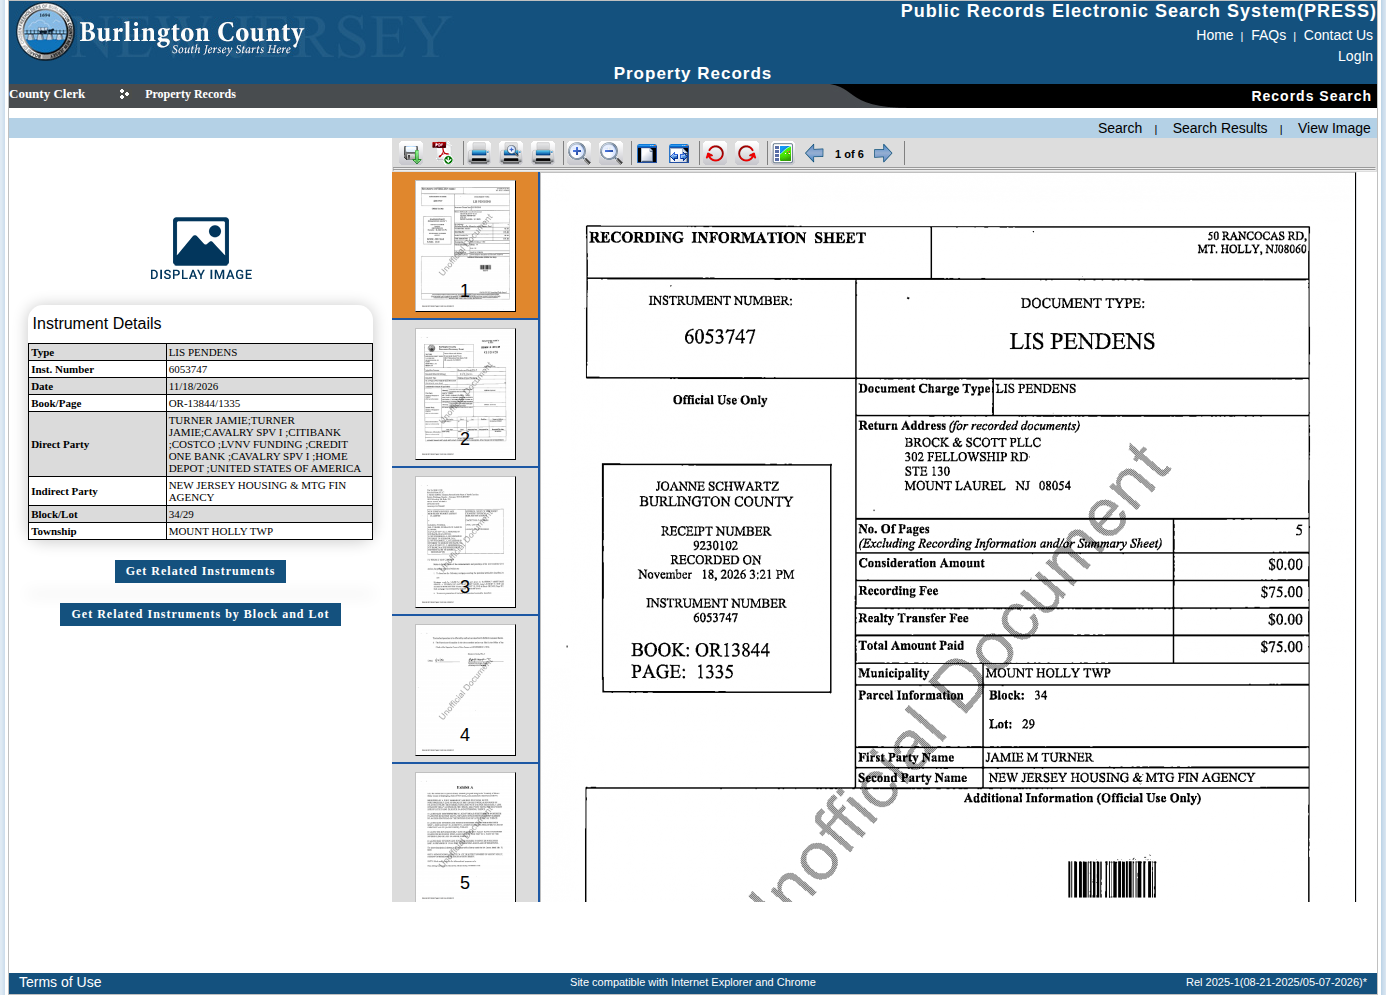 Public Records Electronic Search System(PRESS)
Burlington County
South Jersey Starts Here
NEW JERSEY
Home | FAQs | Contact Us
LogIn
Property Records
County Clerk Property Records
Records Search
Search | Search Results | View Image
1 of 6
DISPLAY IMAGE
Instrument Details
Type LIS PENDENS
Inst. Number 6053747
Date 11/18/2026
Book/Page OR-13844/1335
Direct Party TURNER JAMIE;TURNER
JAMIE;CAVALRY SPV I ;CITIBANK
;COSTCO ;LVNV FUNDING ;CREDIT
ONE BANK ;CAVALRY SPV I ;HOME
DEPOT ;UNITED STATES OF AMERICA
Indirect Party NEW JERSEY HOUSING & MTG FIN
AGENCY
Block/Lot 34/29
Township MOUNT HOLLY TWP
Get Related Instruments
Get Related Instruments by Block and Lot
1
2
3
4
EXHIBIT A
5
RECORDING INFORMATION SHEET
50 RANCOCAS RD,
MT. HOLLY, NJ08060
INSTRUMENT NUMBER:
6053747
DOCUMENT TYPE:
LIS PENDENS
Official Use Only
Document Charge Type LIS PENDENS
Return Address (for recorded documents)
BROCK & SCOTT PLLC
302 FELLOWSHIP RD
STE 130
MOUNT LAUREL NJ 08054
JOANNE SCHWARTZ
BURLINGTON COUNTY
RECEIPT NUMBER
9230102
RECORDED ON
November 18, 2026 3:21 PM
INSTRUMENT NUMBER
6053747
BOOK: OR13844
PAGE: 1335
No. Of Pages 5
(Excluding Recording Information and/or Summary Sheet)
Consideration Amount $0.00
Recording Fee $75.00
Realty Transfer Fee $0.00
Total Amount Paid $75.00
Municipality MOUNT HOLLY TWP
Parcel Information Block: 34
Lot: 29
First Party Name JAMIE M TURNER
Second Party Name NEW JERSEY HOUSING & MTG FIN AGENCY
Additional Information (Official Use Only)
Unofficial Document
Terms of Use
Site compatible with Internet Explorer and Chrome
Rel 2025-1(08-21-2025/05-07-2026)*